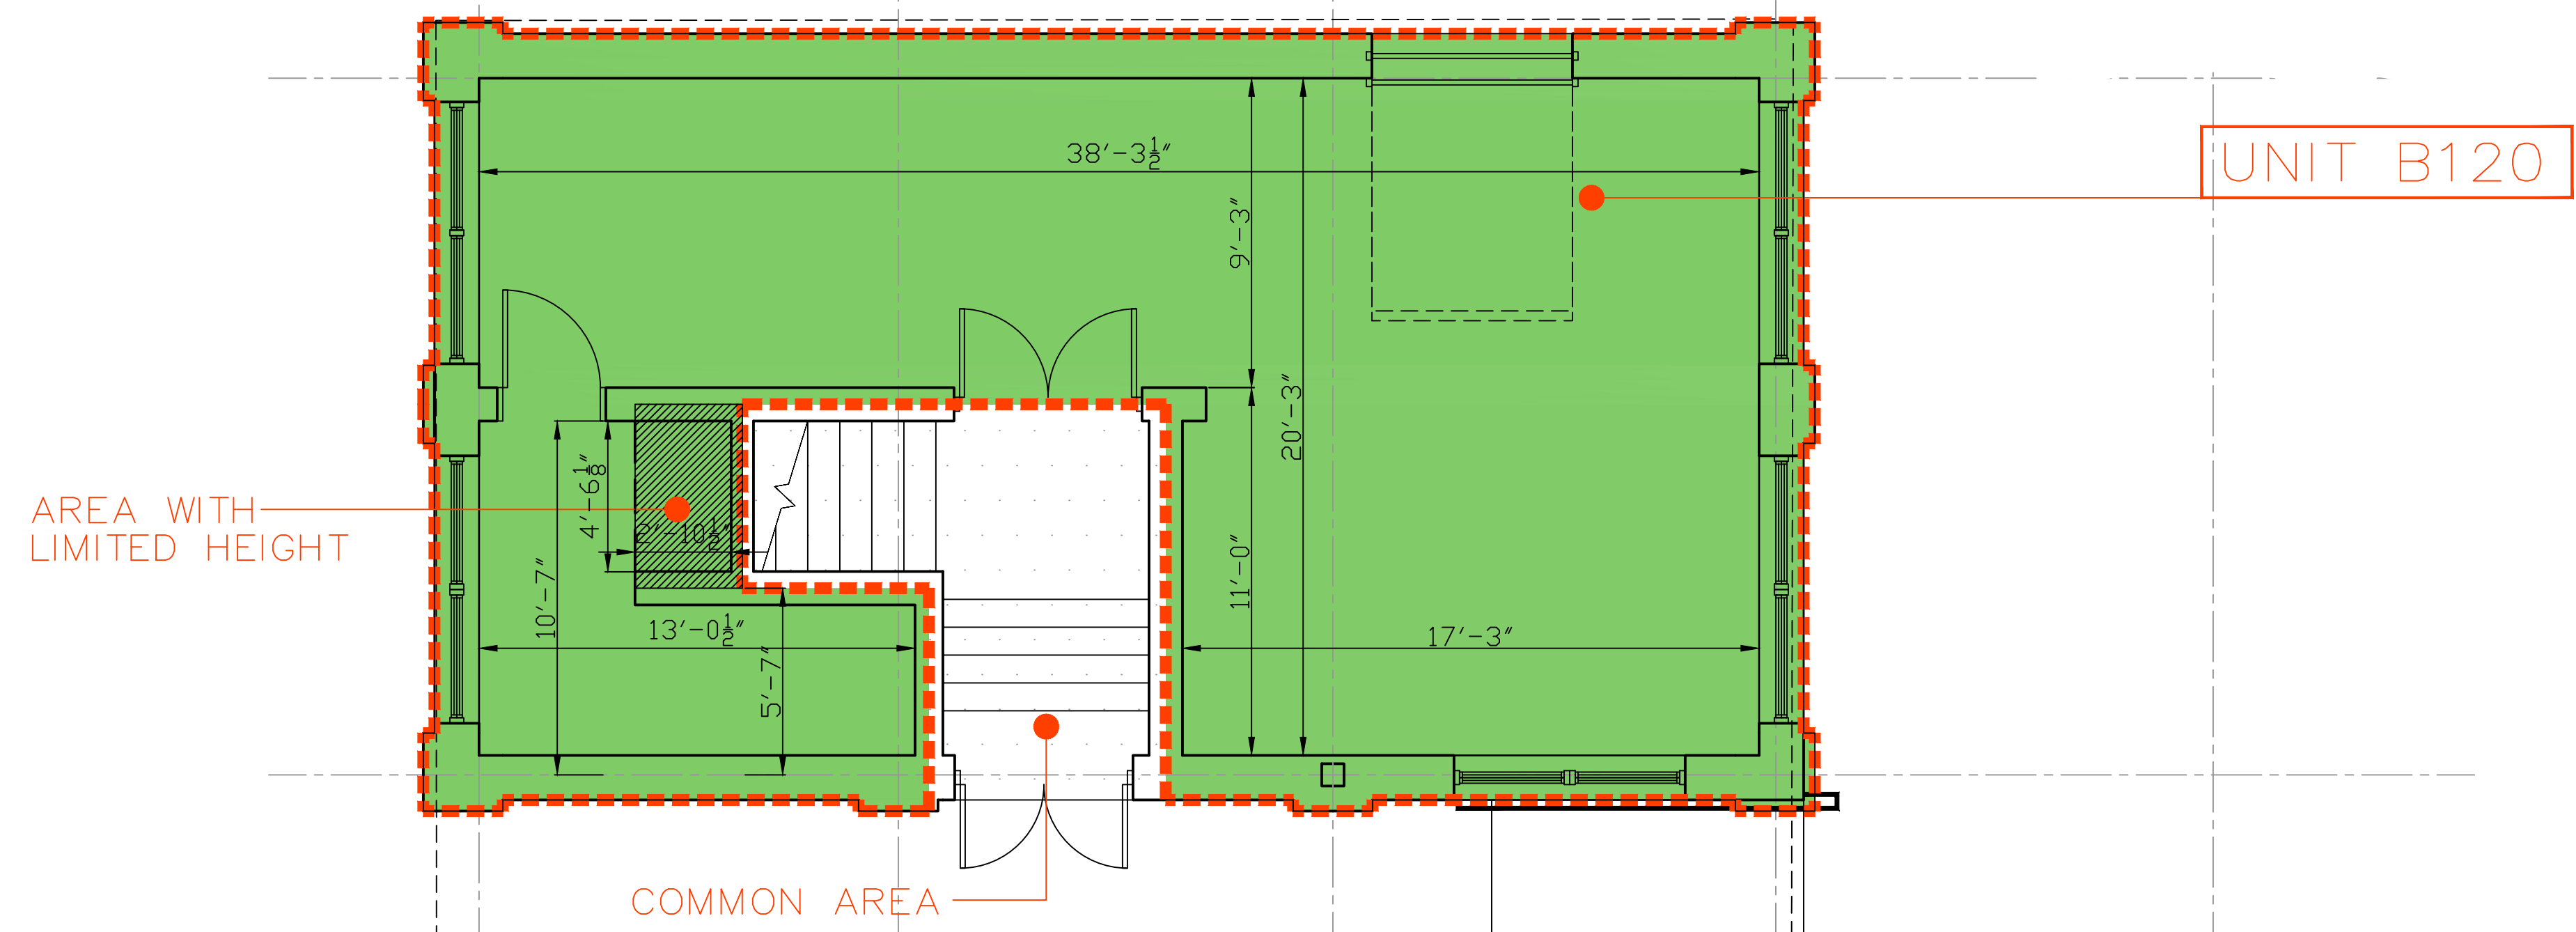 UNIT B120
38'-3½"
9'-3"
20'-3"
AREA WITH
LIMITED HEIGHT
4'-6⅛"
2'-10½"
10'-7"
11'-0"
13'-0½"
17'-3"
5'-7"
COMMON AREA